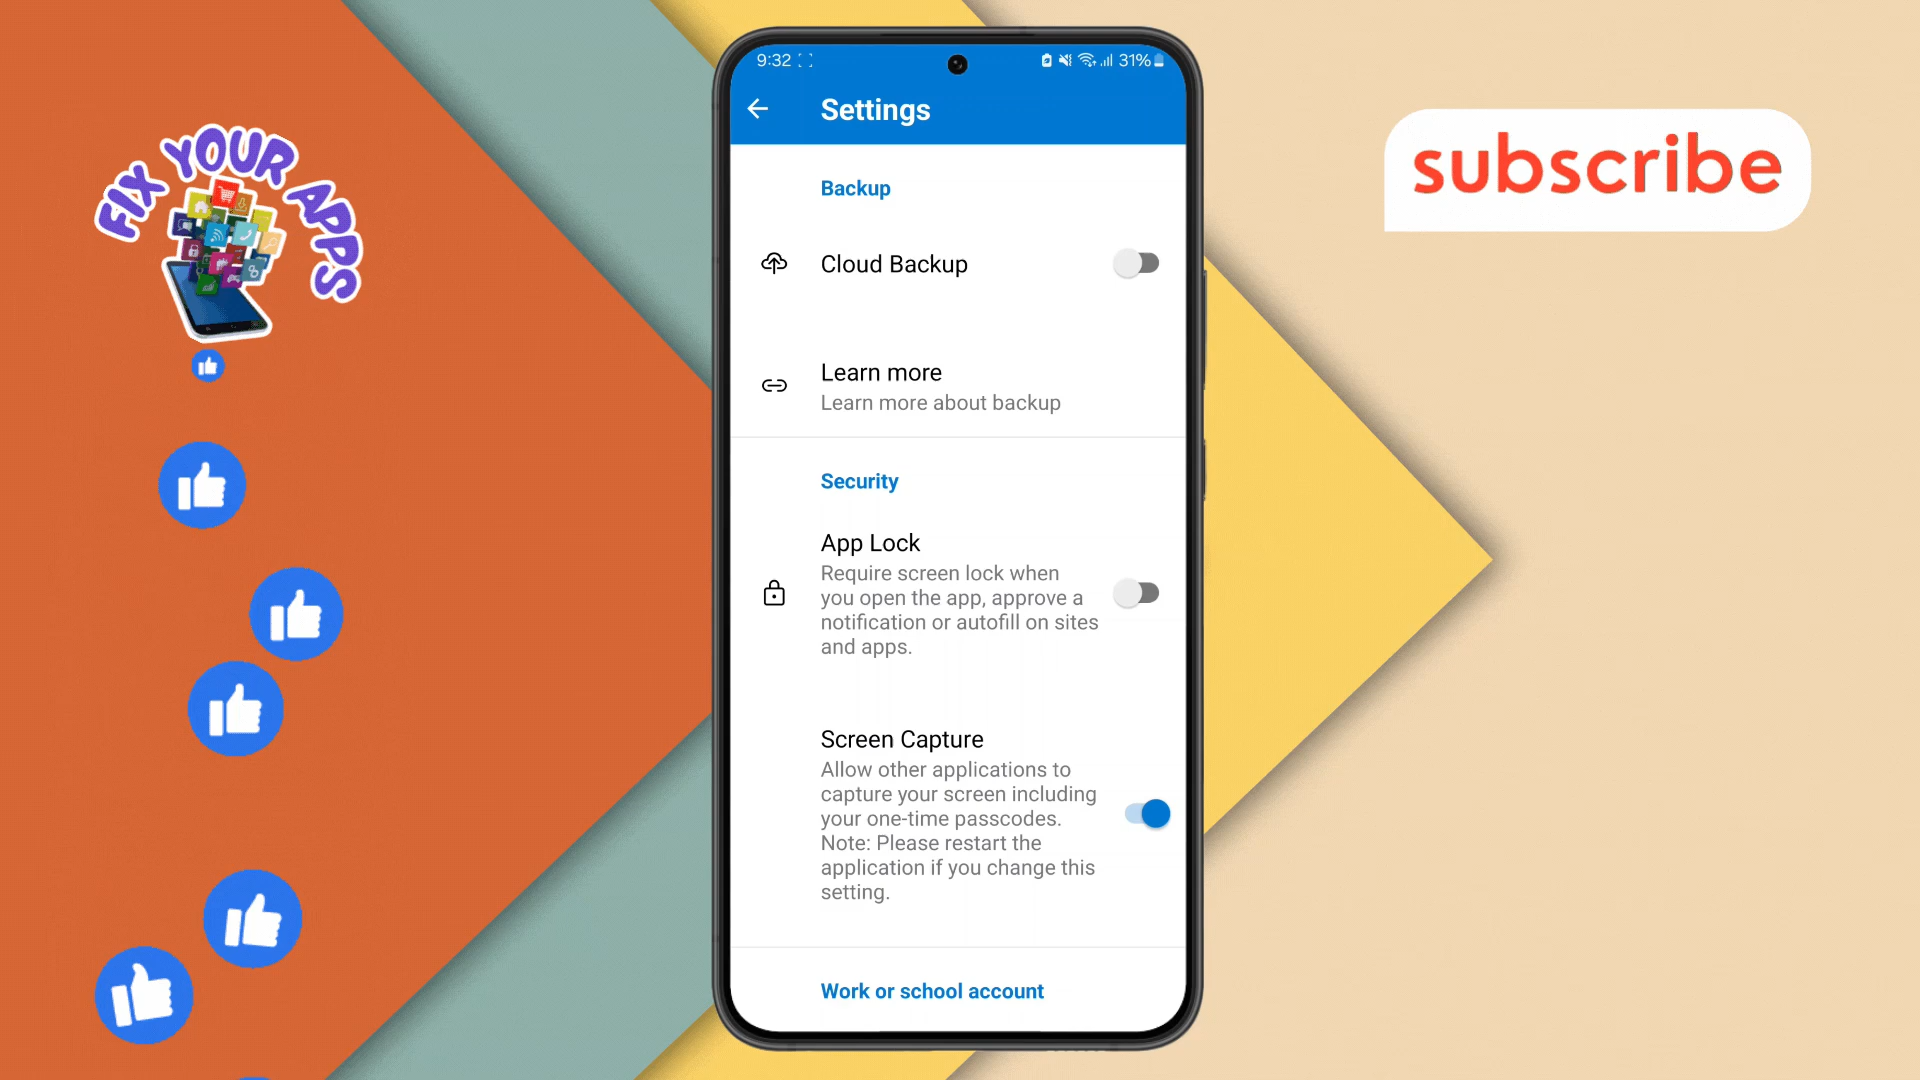 FIX YOUR APPS
subscribe
9:32
31%
Settings
Backup
Cloud Backup
Learn more
Learn more about backup
Security
App Lock
Require screen lock when
you open the app, approve a
notification or autofill on sites
and apps.
Screen Capture
Allow other applications to
capture your screen including
your one-time passcodes.
Note: Please restart the
application if you change this
setting.
Work or school account